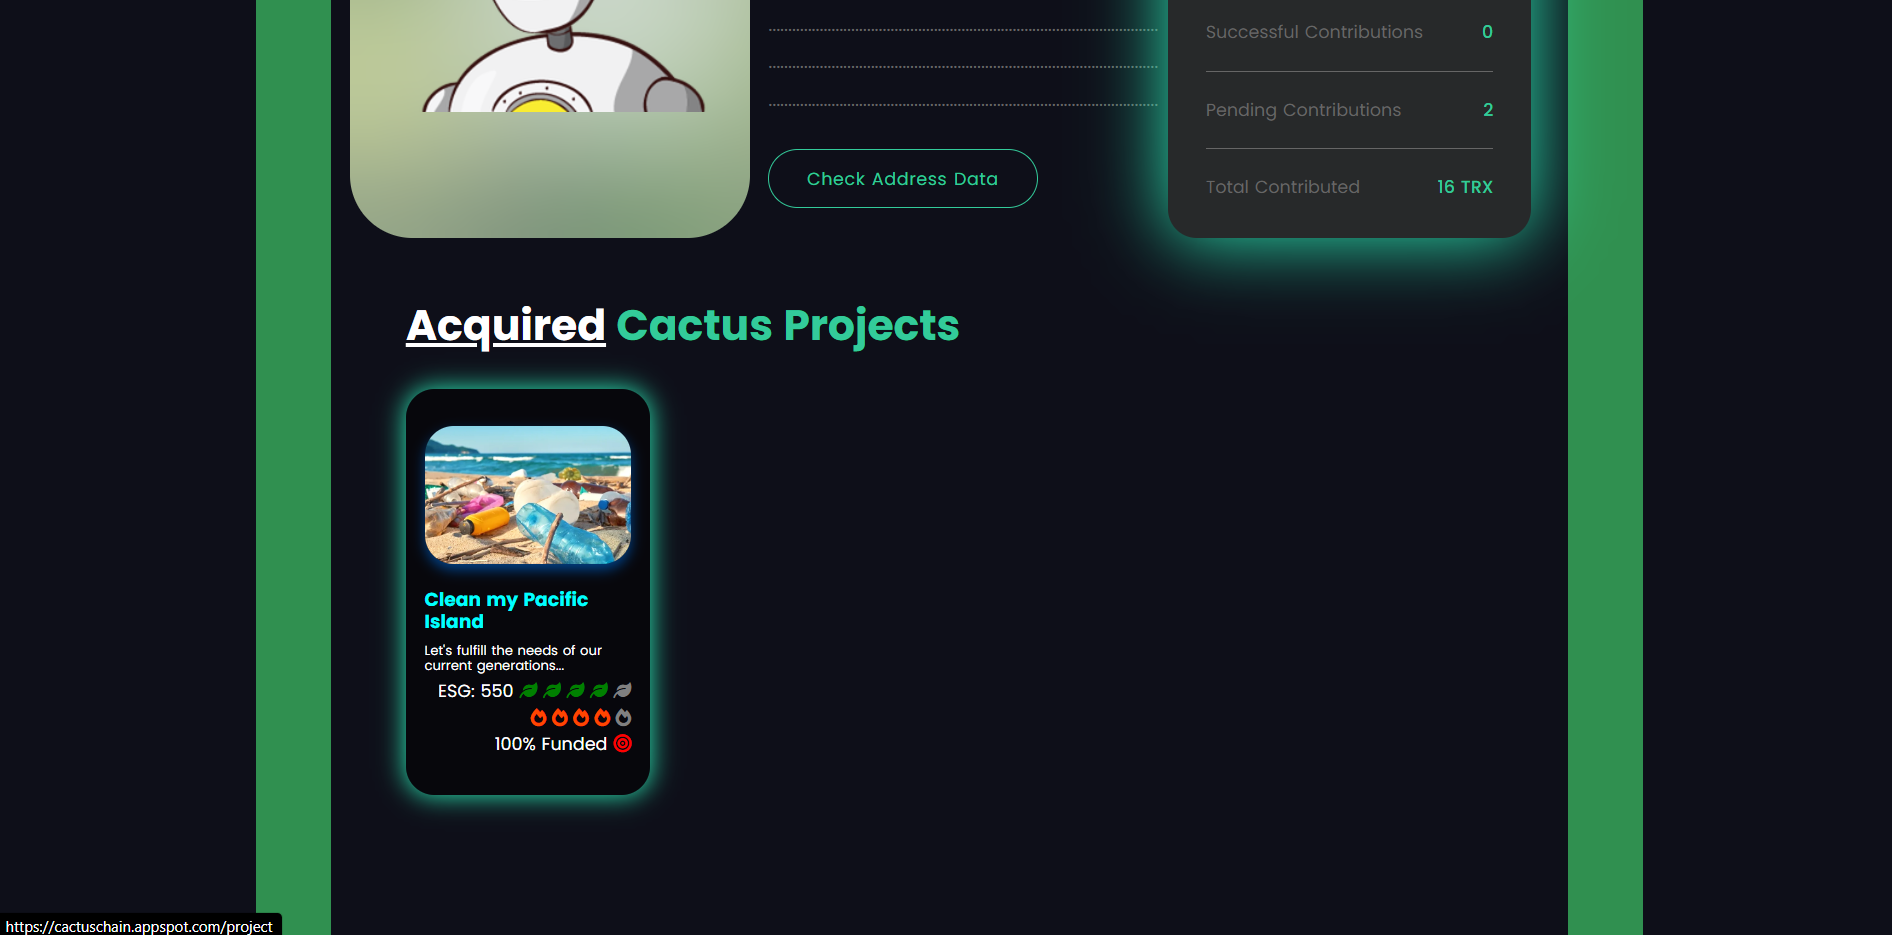 Successful Contributions 0
Pending Contributions 2
Check Address Data
Total Contributed 16 TRX
Acquired Cactus Projects
Clean my Pacific
Island
Let's fulfill the needs of our
current generations...
ESG: 550
100% Funded
https://cactuschain.appspot.com/project